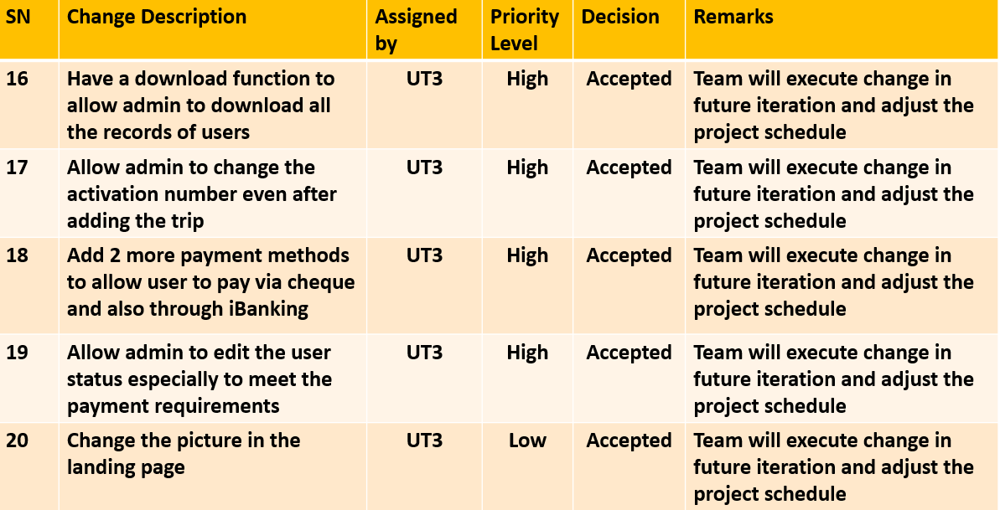 SN Change Description Assigned by Priority Level Decision Remarks
16 Have a download function to UT3 High Accepted Team will execute change in
allow admin to download all future iteration and adjust the
the records of users project schedule
17 Allow admin to change the UT3 High Accepted Team will execute change in
activation number even after future iteration and adjust the
adding the trip project schedule
18 Add 2 more payment methods UT3 High Accepted Team will execute change in
to allow user to pay via cheque future iteration and adjust the
and also through iBanking project schedule
19 Allow admin to edit the user UT3 High Accepted Team will execute change in
status especially to meet the future iteration and adjust the
payment requirements project schedule
20 Change the picture in the UT3 Low Accepted Team will execute change in
landing page future iteration and adjust the
project schedule